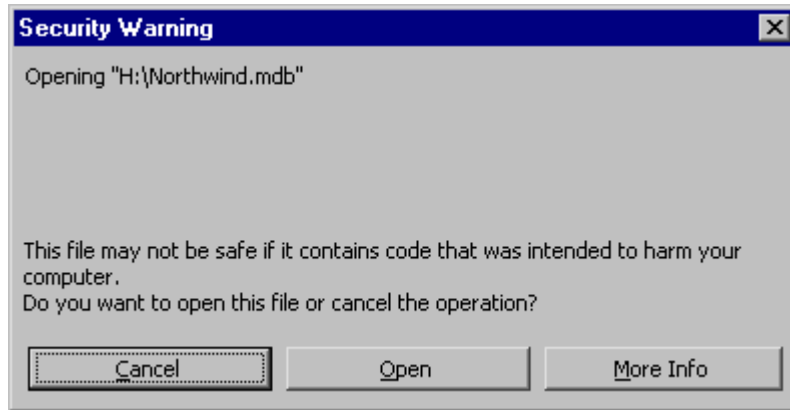 Security Warning
Opening "H:\Northwind.mdb"
This file may not be safe if it contains code that was intended to harm your
computer.
Do you want to open this file or cancel the operation?
Cancel Open More Info